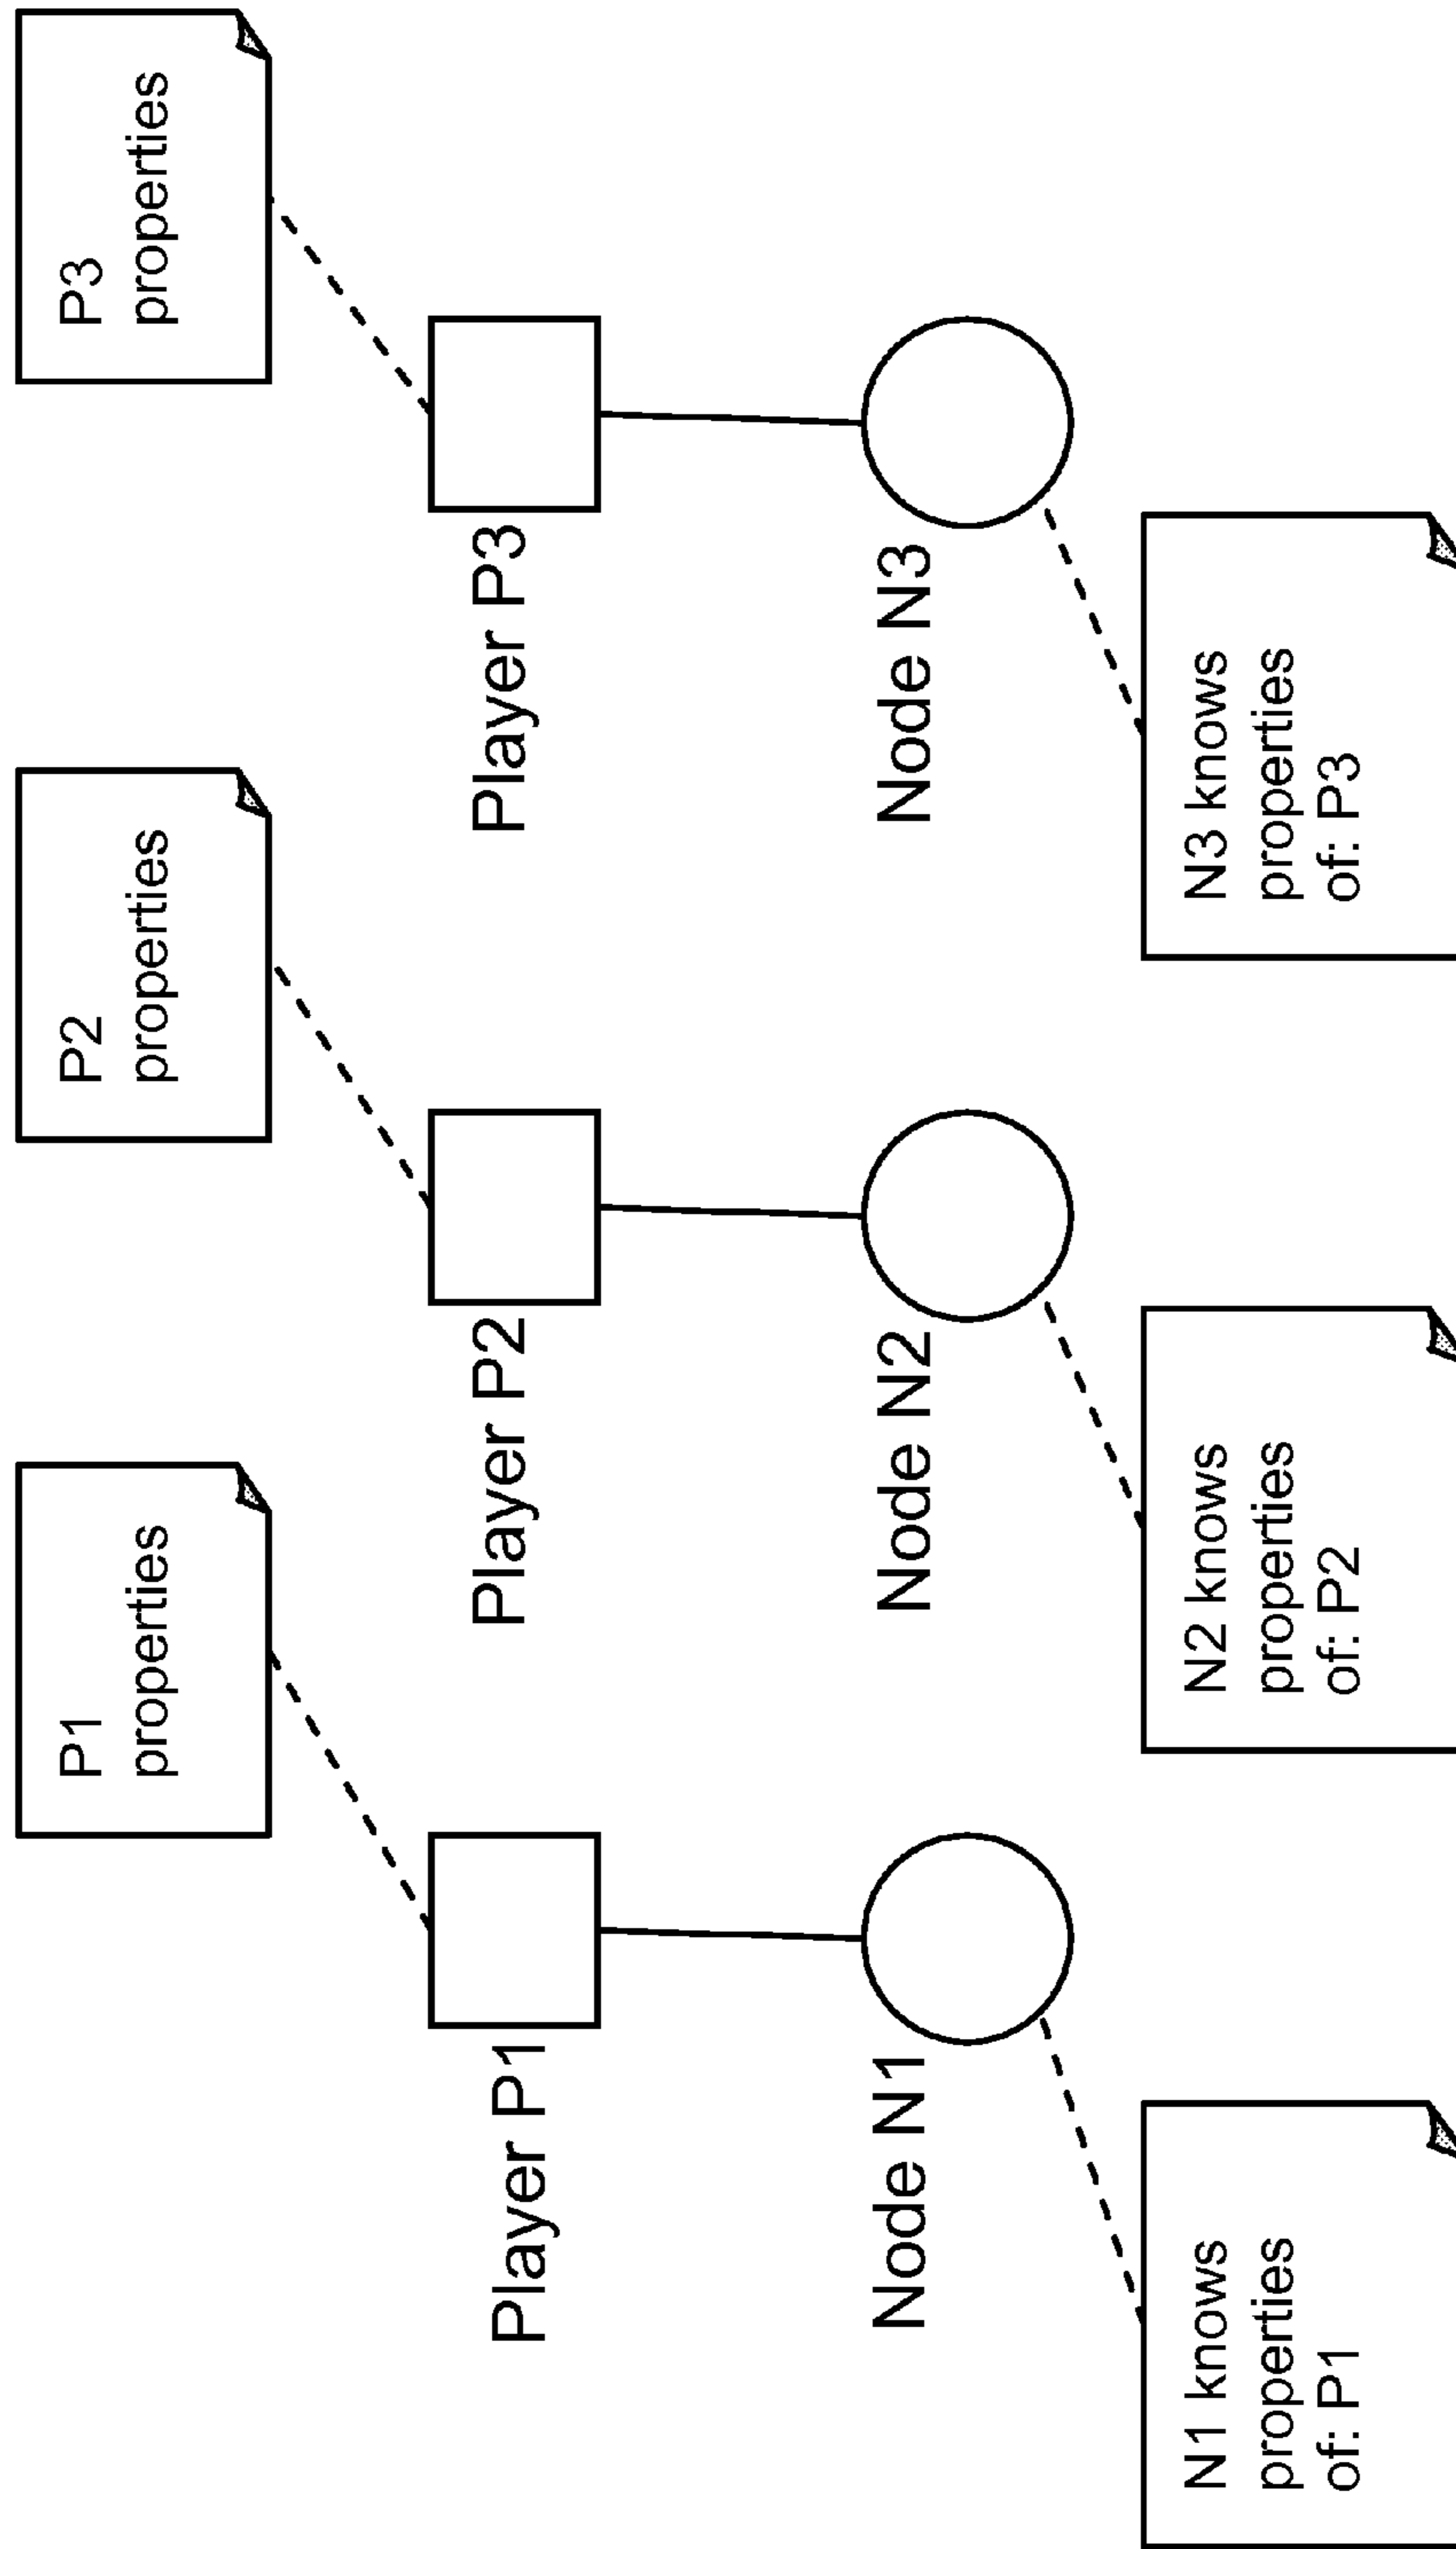 P1
properties
P2
properties
P3
properties
Player P1
Player P2
Player P3
Node N1
Node N2
Node N3
N1 knows
properties
of: P1
N2 knows
properties
of: P2
N3 knows
properties
of: P3